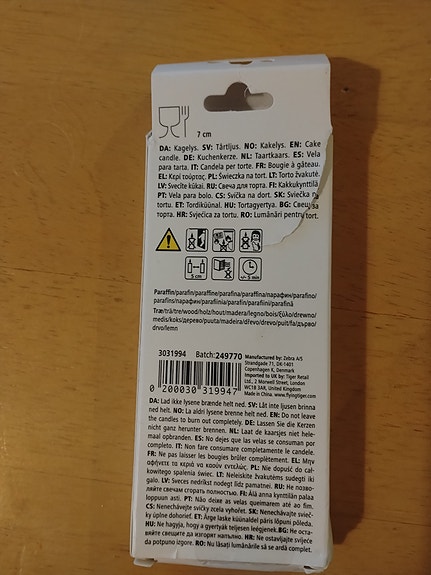 7 cm
DA: Kagelys. SV: Tårtljus. NO: Kakelys. EN: Cake
candle. DE: Kuchenkerze. NL: Taartkaars. ES: Vela
para tarta. IT: Candela per torte. FR: Bougie à gâteau.
EL: Κερί τούρτας. PL: Świeczka na tort. LT: Torto žvakutė.
LV: Svecīte kūkai. RU: Свеча для торта. FI: Kakkukynttilä
PT: Vela para bolo. CS: Svíčka na dort. SK: Sviečka na
tortu. ET: Tordiküünal. HU: Tortagyertya. BG: Свещ за
торта. HR: Svjećica za tortu. RO: Lumânări pentru tort.
5 cm
+/- 5 min
Paraffin/parafin/paraffine/parafina/paraffina/парафин/parafino/
parafīns/парафин/parafiinia/parafín/parafiini/parafină
Træ/trä/tre/wood/holz/hout/madera/legno/bois/ξύλο/drewno/
medis/koks/дерево/puuta/madeira/dřevo/drevo/puit/fa/дърво/
drvo/lemn
3031994 Batch:249770
Manufactured by: Zebra A/S
Strandgade 71, DK-1401
Copenhagen K, Denmark
Imported to UK by: Tiger Retail
Ltd., 2 Morwell Street, London
WC1B 3AR, United Kingdom
Made in China. www.flyingtiger.com
0 200030 319947
DA: Lad ikke lysene brænde helt ned. SV: Låt inte ljusen brinna
ned helt. NO: La aldri lysene brenne helt ned. EN: Do not leave
the candles to burn out completely. DE: Lassen Sie die Kerzen
nicht ganz herunter brennen. NL: Laat de kaarsjes niet hele-
maal opbranden. ES: No dejes que las velas se consuman por
completo. IT: Non fare consumare completamente le candele.
FR: Ne pas laisser les bougies brûler complètement. EL: Μην
αφήνετε τα κεριά να καούν εντελώς. PL: Nie dopuść do cał-
kowitego spalenia świec. LT: Neleiskite žvakutėms sudegti iki
galo. LV: Neļaujiet svecēm nodegt līdz pamatnei. RU: Не позво-
ляйте свечам сгорать полностью. FI: Älä anna kynttilän palaa
loppuun asti. PT: Não deixe as velas queimarem até ao fim.
CS: Nenechávejte svíčky zcela vyhořet. SK: Nenechávajte svieč-
ky úplne dohorieť. ET: Ärge laske küünaldel päris lõpuni põleda.
HU: Ne hagyja, hogy a gyertyák teljesen leégjenek. BG: Не оста-
вяйте свещите да изгорят напълно. HR: Ne ostavljajte svijeće
da potpuno izgore. RO: Nu lăsați lumânările să se ardă complet.